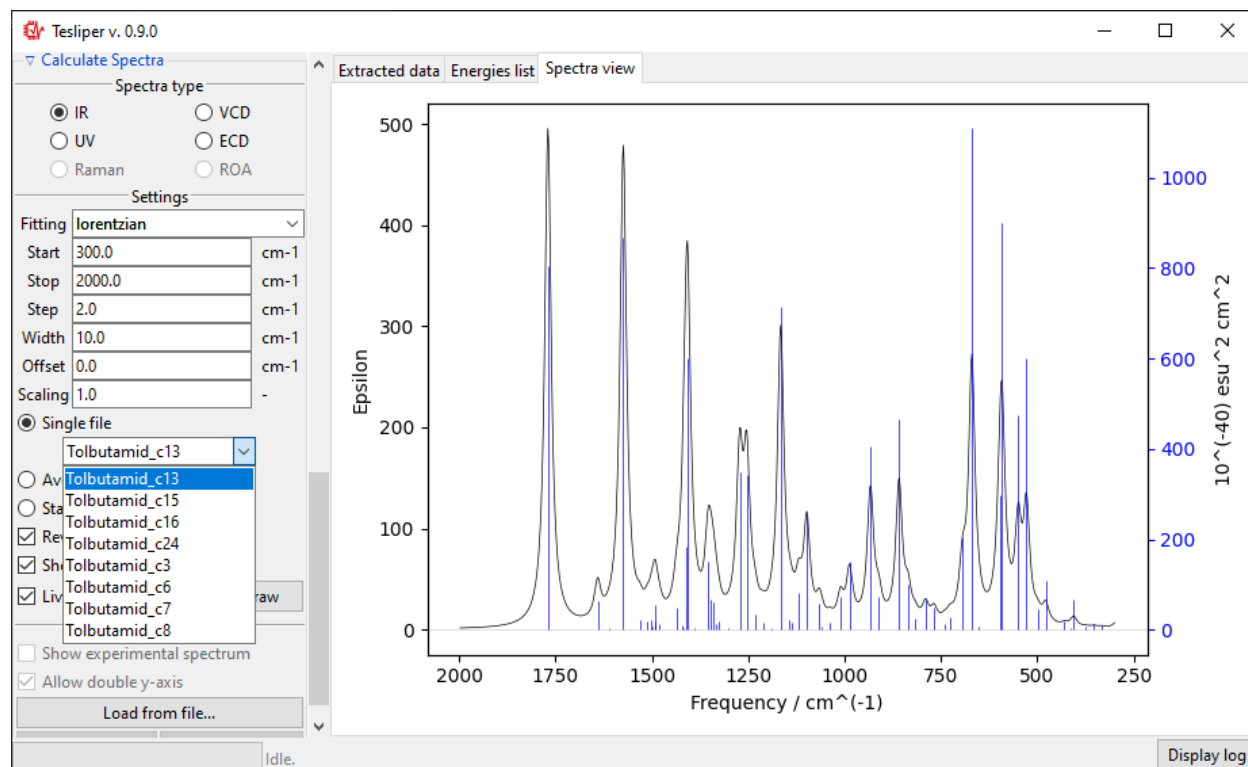 Tesliper v. 0.9.0
▽ Calculate Spectra
Spectra type
IR VCD
UV ECD
Raman ROA
Settings
Fitting lorentzian
Start 300.0 cm-1
Stop 2000.0 cm-1
Step 2.0 cm-1
Width 10.0 cm-1
Offset 0.0 cm-1
Scaling 1.0 -
Single file
Tolbutamid_c13
Tolbutamid_c13
Tolbutamid_c15
Tolbutamid_c16
Tolbutamid_c24
Tolbutamid_c3
Tolbutamid_c6
Tolbutamid_c7
Tolbutamid_c8
Av
Sta
Re
Sh
Liv raw
Show experimental spectrum
Allow double y-axis
Load from file...
Idle.
Extracted data Energies list Spectra view
500
400
300
200
100
0
Epsilon
2000 1750 1500 1250 1000 750 500 250
Frequency / cm^(-1)
1000
800
600
400
200
0
10^(-40) esu^2 cm^2
Display log